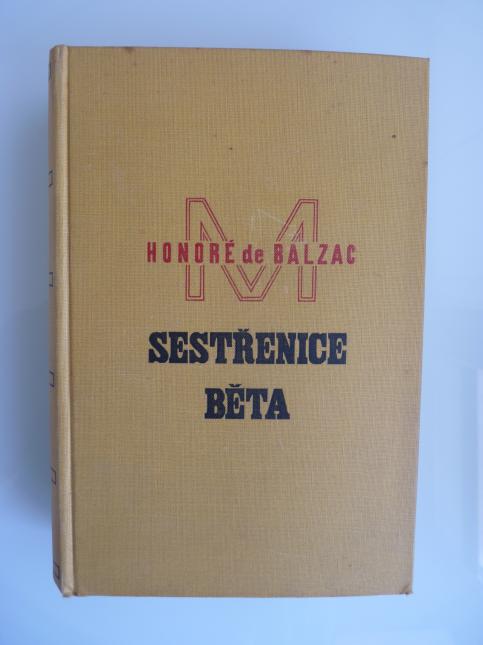 M
HONORÉ de BALZAC
SESTŘENICE
BĚTA